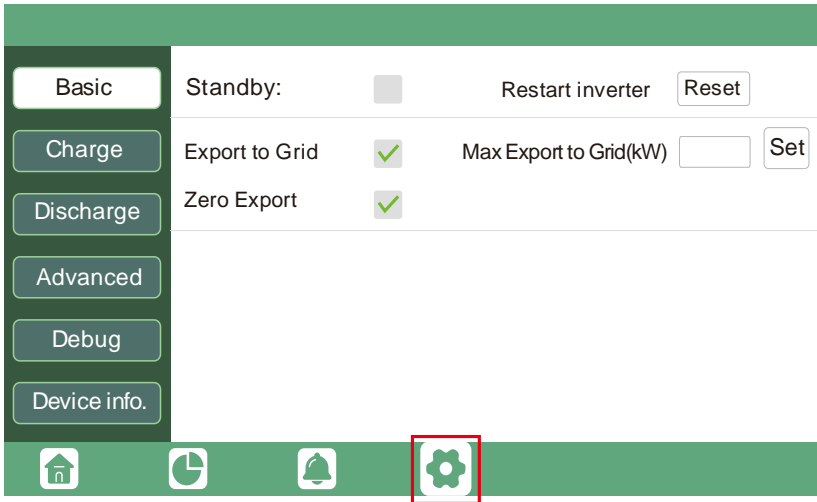 Basic
Standby:
Restart inverter
Reset
Charge
Export to Grid
Max Export to Grid(kW)
Set
Zero Export
Discharge
Advanced
Debug
Device info.